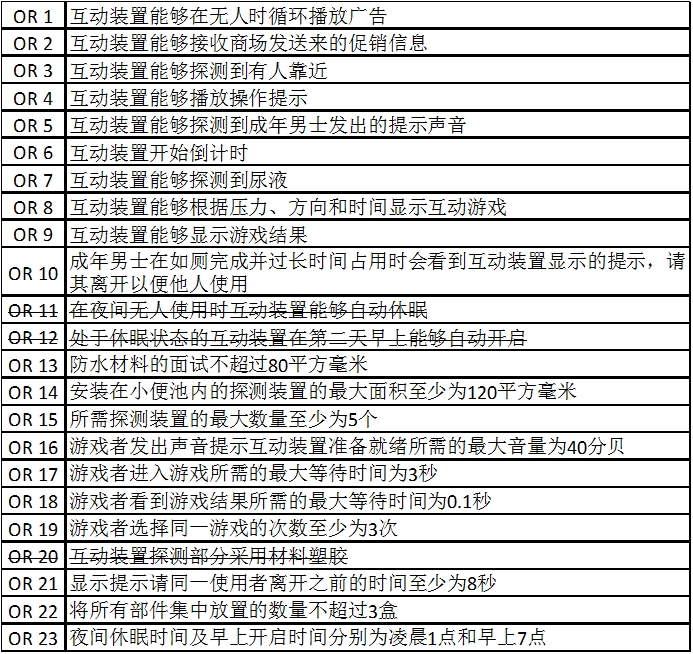 OR 1 互动装置能够在无人时循环播放广告
OR 2 互动装置能够接收商场发送来的促销信息
OR 3 互动装置能够探测到有人靠近
OR 4 互动装置能够播放操作提示
OR 5 互动装置能够探测到成年男士发出的提示声音
OR 6 互动装置开始倒计时
OR 7 互动装置能够探测到尿液
OR 8 互动装置能够根据压力、方向和时间显示互动游戏
OR 9 互动装置能够显示游戏结果
OR 10 成年男士在如厕完成并过长时间占用时会看到互动装置显示的提示，请
其离开以便他人使用
OR 11 在夜间无人使用时互动装置能够自动休眠
OR 12 处于休眠状态的互动装置在第二天早上能够自动开启
OR 13 防水材料的面试不超过80平方毫米
OR 14 安装在小便池内的探测装置的最大面积至少为120平方毫米
OR 15 所需探测装置的最大数量至少为5个
OR 16 游戏者发出声音提示互动装置准备就绪所需的最大音量为40分贝
OR 17 游戏者进入游戏所需的最大等待时间为3秒
OR 18 游戏者看到游戏结果所需的最大等待时间为0.1秒
OR 19 游戏者选择同一游戏的次数至少为3次
OR 20 互动装置探测部分采用材料塑胶
OR 21 显示提示请同一使用者离开之前的时间至少为8秒
OR 22 将所有部件集中放置的数量不超过3盒
OR 23 夜间休眠时间及早上开启时间分别为凌晨1点和早上7点